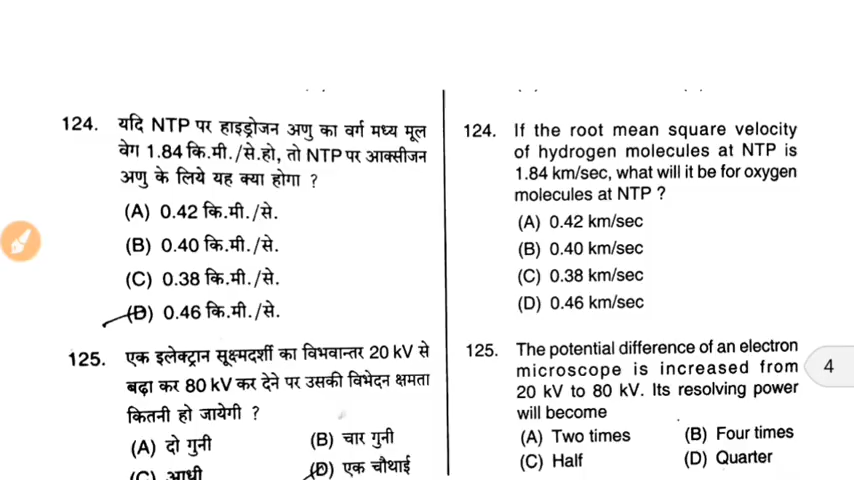 124. यदि NTP पर हाइड्रोजन अणु का वर्ग मध्य मूल
वेग 1.84 कि.मी./से.हो, तो NTP पर आक्सीजन
अणु के लिये यह क्या होगा ?
(A) 0.42 कि.मी./से.
(B) 0.40 कि.मी./से.
(C) 0.38 कि.मी./से.
(D) 0.46 कि.मी./से.
125. एक इलेक्ट्रान सूक्ष्मदर्शी का विभवान्तर 20 kV से
बढ़ा कर 80 kV कर देने पर उसकी विभेदन क्षमता
कितनी हो जायेगी ?
(A) दो गुनी (B) चार गुनी
(C) आधी (D) एक चौथाई
124. If the root mean square velocity
of hydrogen molecules at NTP is
1.84 km/sec, what will it be for oxygen
molecules at NTP ?
(A) 0.42 km/sec
(B) 0.40 km/sec
(C) 0.38 km/sec
(D) 0.46 km/sec
125. The potential difference of an electron
microscope is increased from
20 kV to 80 kV. Its resolving power
will become
(A) Two times (B) Four times
(C) Half (D) Quarter
4